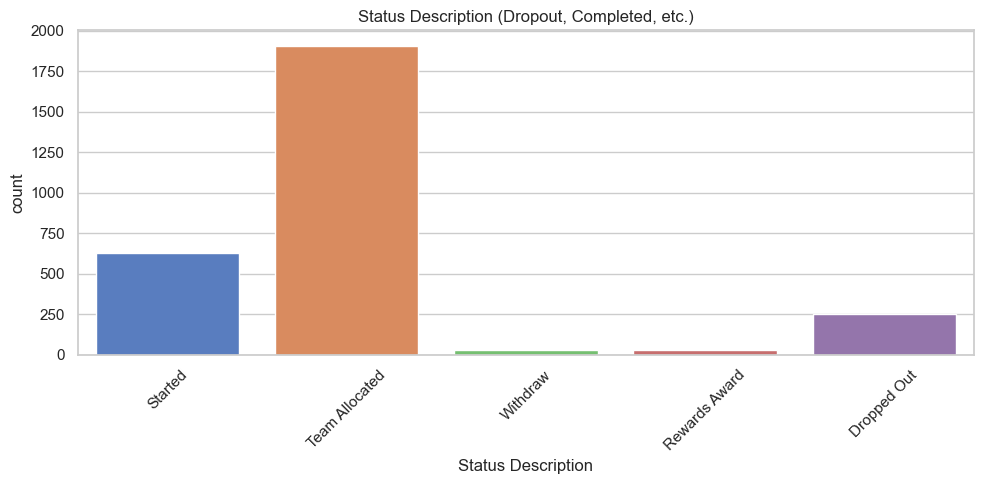 Status Description (Dropout, Completed, etc.)
2000
1750
1500
1250
1000
750
500
250
0
count
Started
Team Allocated
Withdraw
Rewards Award
Dropped Out
Status Description